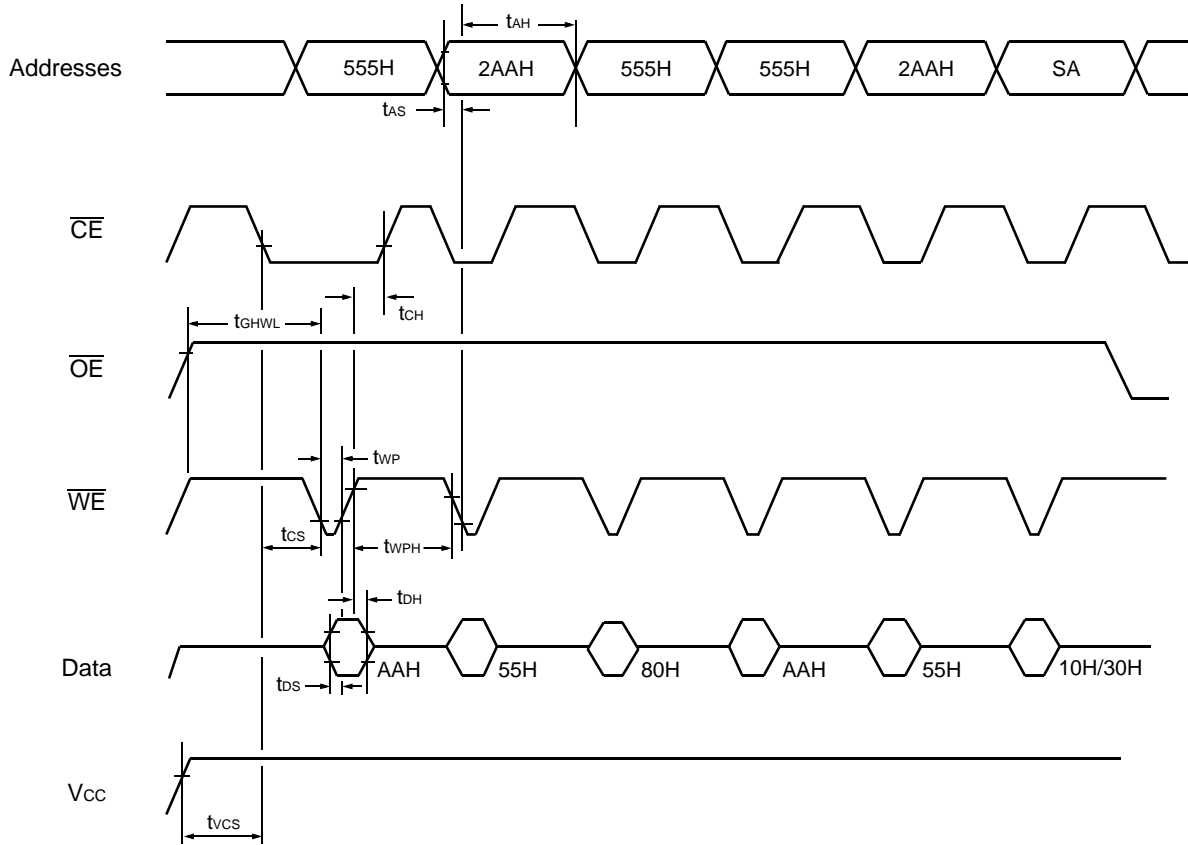 tAH
Addresses 555H 2AAH 555H 555H 2AAH SA
tAS
CE
tCH
tGHWL
OE
tWP
WE
tCS
tWPH
tDH
Data AAH 55H 80H AAH 55H 10H/30H
tDS
VCC
tVCS